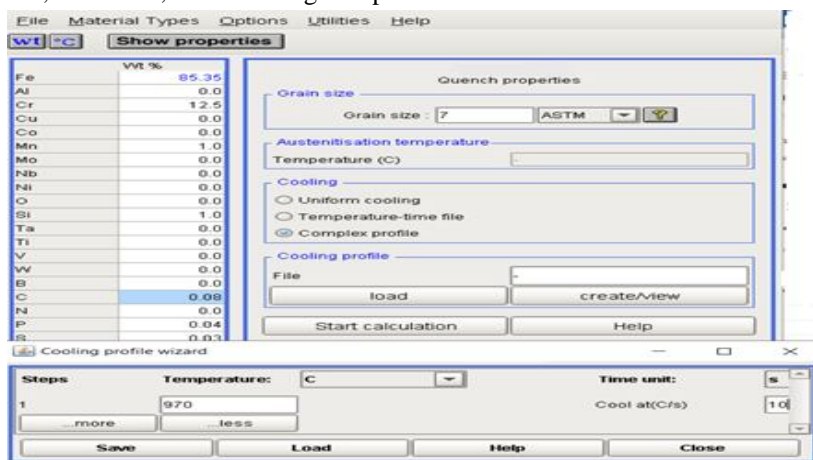 File Material Types Options Utilities Help
wt °C Show properties
Wt %
Fe 85.35
Al 0.0
Cr 12.5
Cu 0.0
Co 0.0
Mn 1.0
Mo 0.0
Nb 0.0
Ni 0.0
O 0.0
Si 1.0
Ta 0.0
Ti 0.0
V 0.0
W 0.0
B 0.0
C 0.08
N 0.0
P 0.04
S 0.03
Quench properties
Grain size
Grain size : 7 ASTM ?
Austenitisation temperature
Temperature (C) -
Cooling
Uniform cooling
Temperature-time file
Complex profile
Cooling profile
File -
load create/view
Start calculation Help
Cooling profile wizard
Steps Temperature: C Time unit: s
1 970 Cool at(C/s) 10
...more ...less
Save Load Help Close